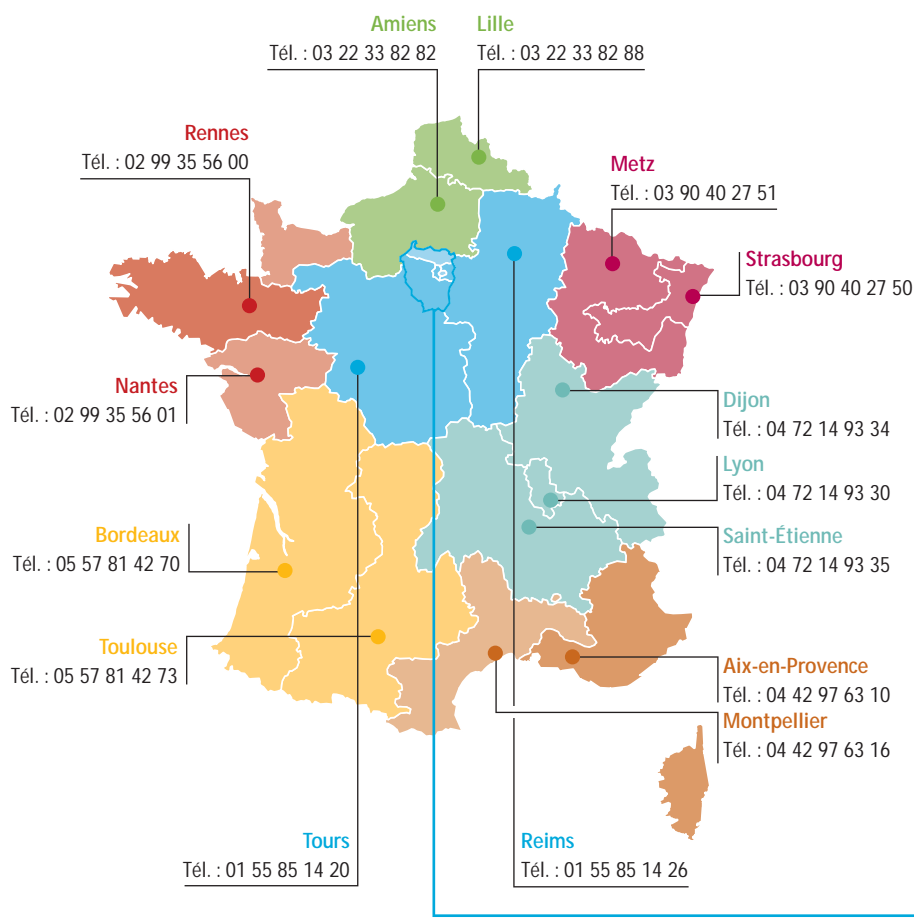 Amiens
Tél. : 03 22 33 82 82
Lille
Tél. : 03 22 33 82 88
Rennes
Tél. : 02 99 35 56 00
Metz
Tél. : 03 90 40 27 51
Strasbourg
Tél. : 03 90 40 27 50
Nantes
Tél. : 02 99 35 56 01
Dijon
Tél. : 04 72 14 93 34
Lyon
Tél. : 04 72 14 93 30
Bordeaux
Tél. : 05 57 81 42 70
Saint-Étienne
Tél. : 04 72 14 93 35
Toulouse
Tél. : 05 57 81 42 73
Aix-en-Provence
Tél. : 04 42 97 63 10
Montpellier
Tél. : 04 42 97 63 16
Tours
Tél. : 01 55 85 14 20
Reims
Tél. : 01 55 85 14 26